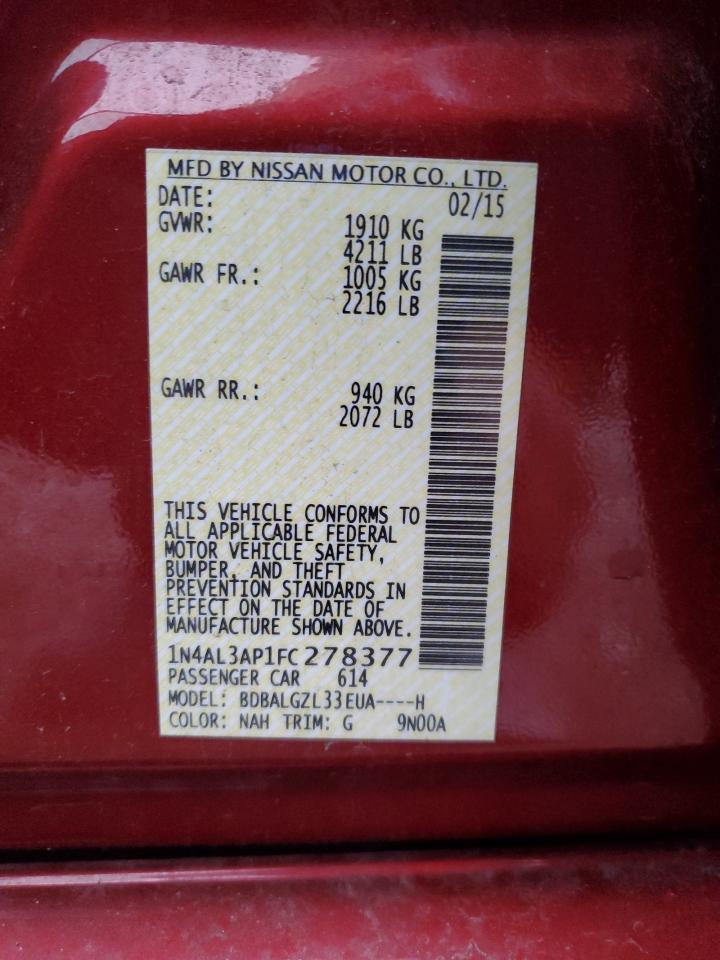 MFD BY NISSAN MOTOR CO., LTD.
DATE: 02/15
GVWR: 1910 KG
4211 LB
GAWR FR.: 1005 KG
2216 LB
GAWR RR.: 940 KG
2072 LB
THIS VEHICLE CONFORMS TO
ALL APPLICABLE FEDERAL
MOTOR VEHICLE SAFETY,
BUMPER, AND THEFT
PREVENTION STANDARDS IN
EFFECT ON THE DATE OF
MANUFACTURE SHOWN ABOVE.
1N4AL3AP1FC278377
PASSENGER CAR 614
MODEL: BDBALGZL33EUA----H
COLOR: NAH TRIM: G 9N00A